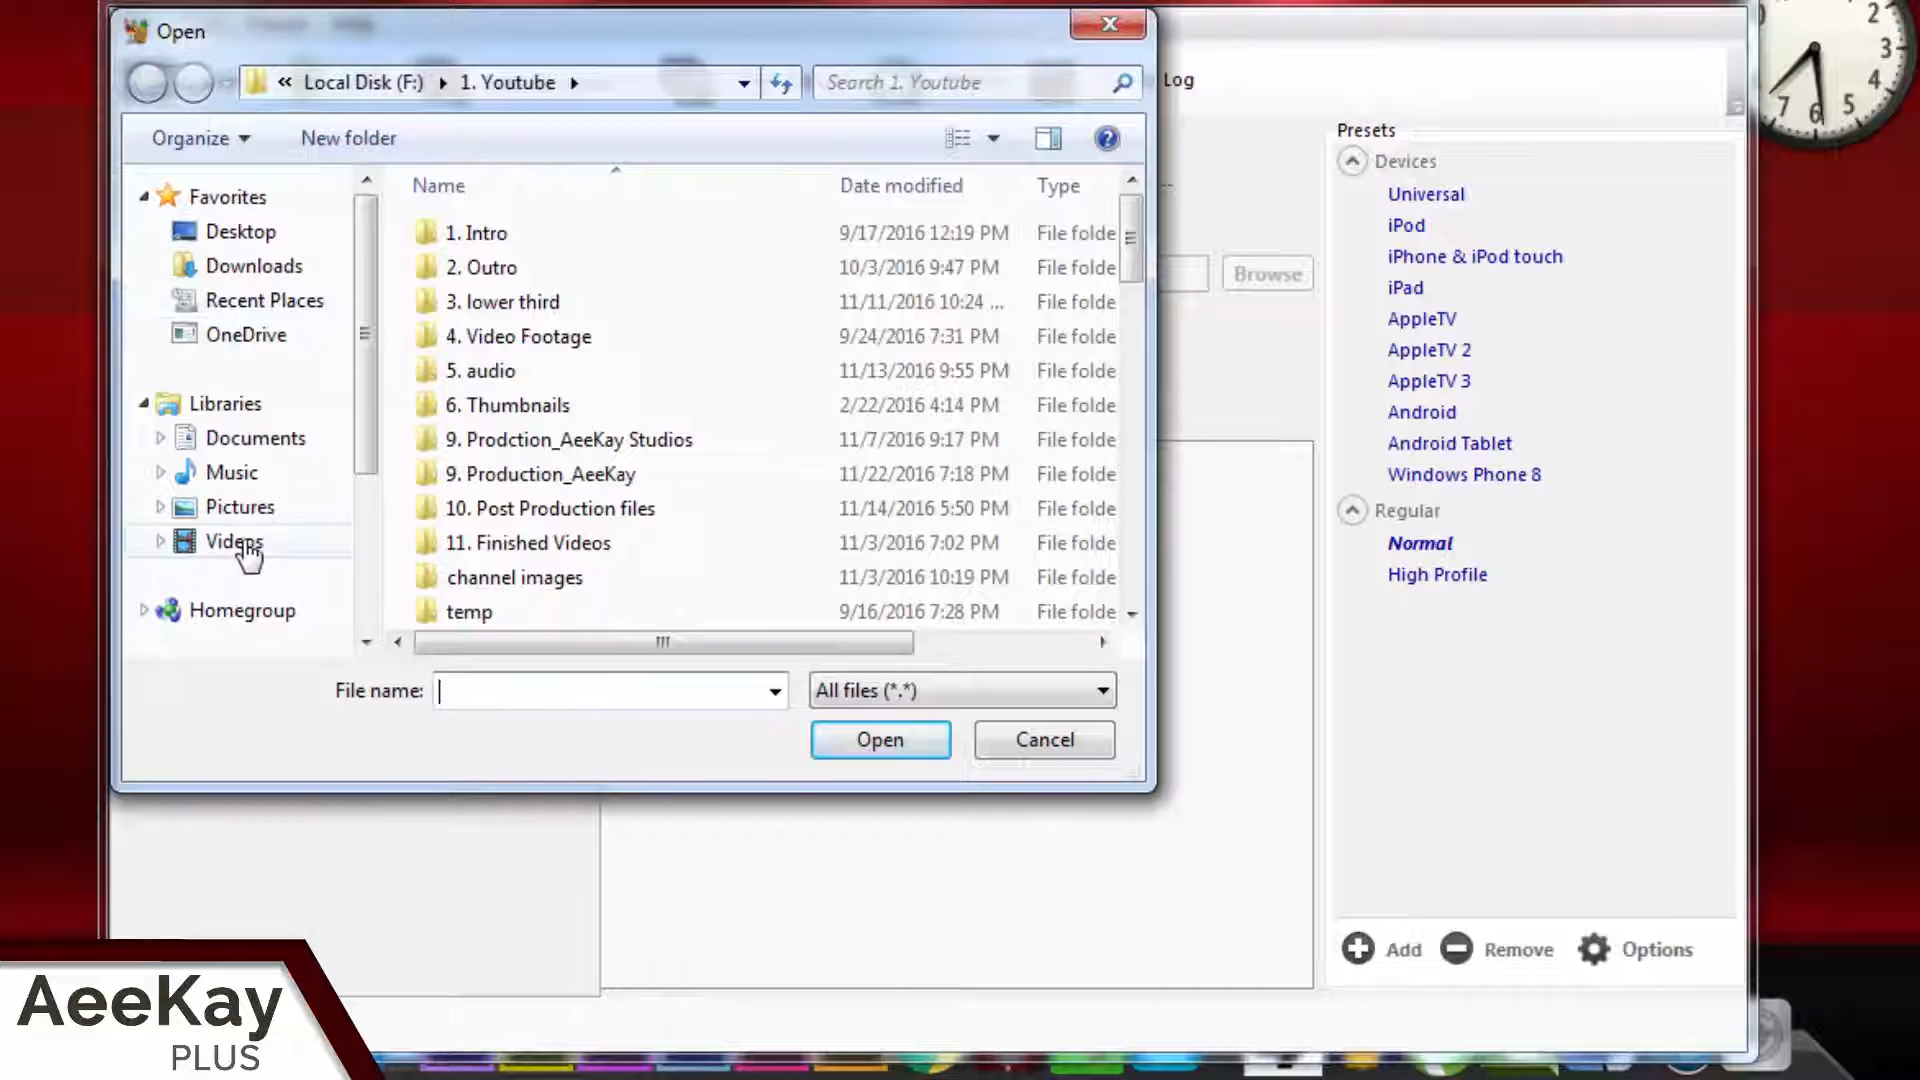 Open
« Local Disk (F:) 1. Youtube
Search 1. Youtube
Log
Organize
New folder
Name
Date modified
Type
Favorites
Desktop
Downloads
Recent Places
OneDrive
Libraries
Documents
Music
Pictures
Videos
Homegroup
1. Intro 9/17/2016 12:19 PM File folde
2. Outro 10/3/2016 9:47 PM File folde
3. lower third 11/11/2016 10:24 ... File folde
4. Video Footage 9/24/2016 7:31 PM File folde
5. audio 11/13/2016 9:55 PM File folde
6. Thumbnails 2/22/2016 4:14 PM File folde
9. Prodction_AeeKay Studios 11/7/2016 9:17 PM File folde
9. Production_AeeKay 11/22/2016 7:18 PM File folde
10. Post Production files 11/14/2016 5:50 PM File folde
11. Finished Videos 11/3/2016 7:02 PM File folde
channel images 11/3/2016 10:19 PM File folde
temp 9/16/2016 7:28 PM File folde
File name:
All files (*.*)
Open
Cancel
Browse
Presets
Devices
Universal
iPod
iPhone & iPod touch
iPad
AppleTV
AppleTV 2
AppleTV 3
Android
Android Tablet
Windows Phone 8
Regular
Normal
High Profile
Add
Remove
Options
2
3
4
5
6
7
AeeKay
PLUS